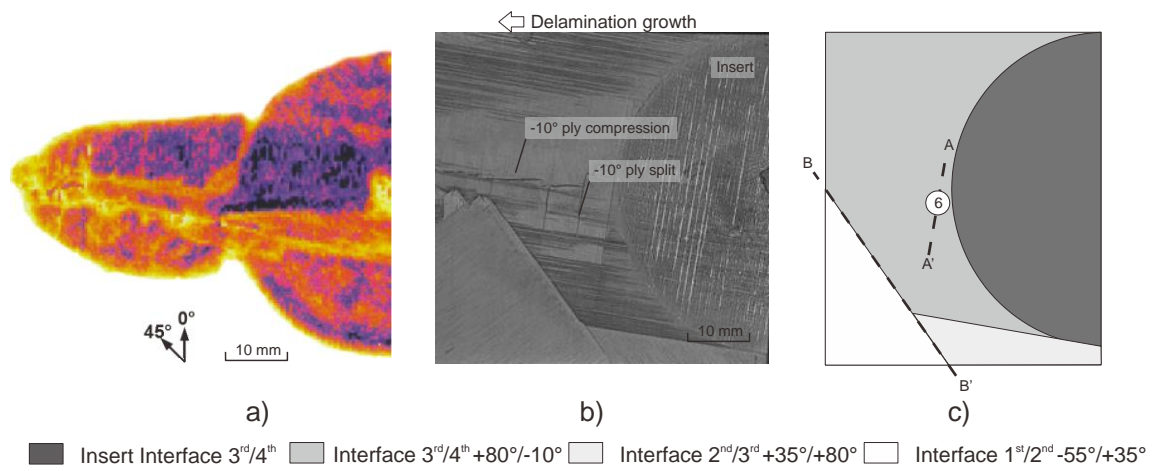 Delamination growth
b)
c)
Insert
-10° ply compression
-10° ply split
A
B
6
A'
0°
45°
10 mm
10 mm
B'
a)
b)
c)
Insert Interface 3rd/4th
Interface 3rd/4th +80°/-10°
Interface 2nd/3rd +35°/+80°
Interface 1st/2nd -55°/+35°